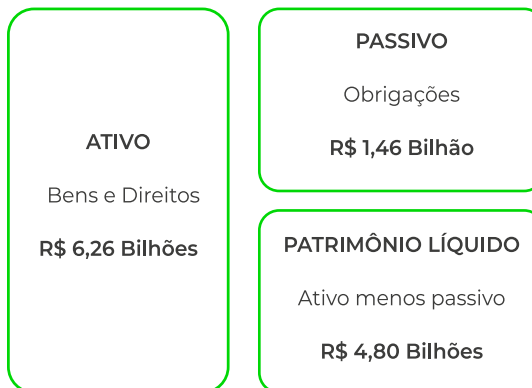 ATIVO
Bens e Direitos
R$ 6,26 Bilhões
PASSIVO
Obrigações
R$ 1,46 Bilhão
PATRIMÔNIO LÍQUIDO
Ativo menos passivo
R$ 4,80 Bilhões